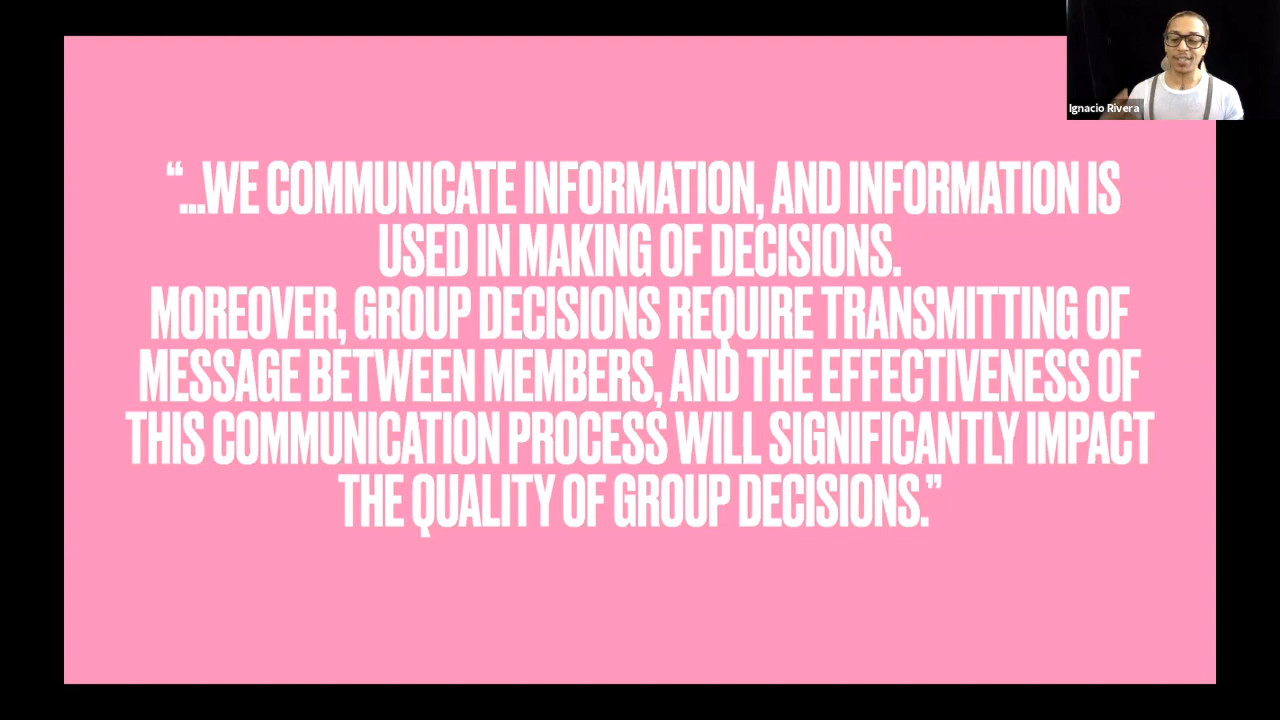 Ignacio Rivera
“...WE COMMUNICATE INFORMATION, AND INFORMATION IS
USED IN MAKING OF DECISIONS.
MOREOVER, GROUP DECISIONS REQUIRE TRANSMITTING OF
MESSAGE BETWEEN MEMBERS, AND THE EFFECTIVENESS OF
THIS COMMUNICATION PROCESS WILL SIGNIFICANTLY IMPACT
THE QUALITY OF GROUP DECISIONS.”